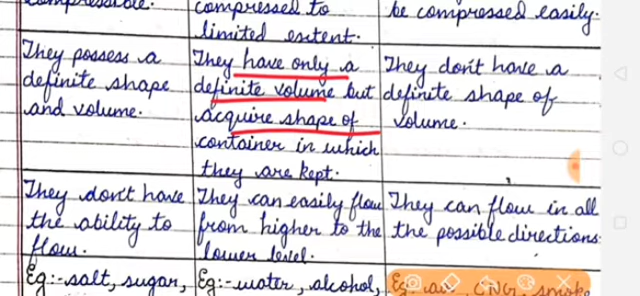 compressed to
be compressed easily.
limited extent.
They possess a
definite shape
and volume.
They have only a
definite volume but
acquire shape of
container in which
they are kept.
They don't have a
definite shape of
volume.
They don't have
the ability to
flow.
They can easily flow
from higher to the
lower level.
They can flow in all
the possible directions
Eg:-salt, sugar,
Eg:-water, alcohol,
CNG, smoke